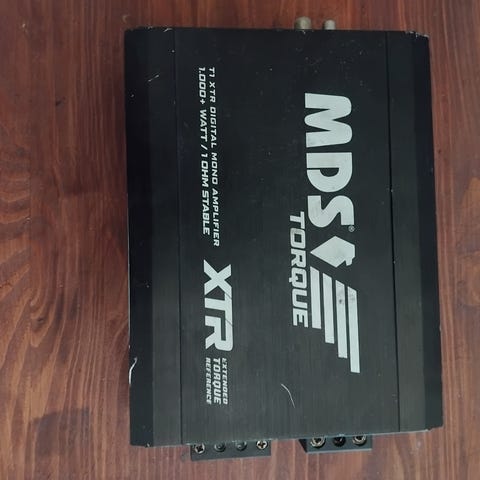 MDS®
TORQUE
T1 XTR DIGITAL MONO AMPLIFIER
1.000+ WATT / 1 OHM STABLE
XTR
EXTENDED
TORQUE
REFERENCE